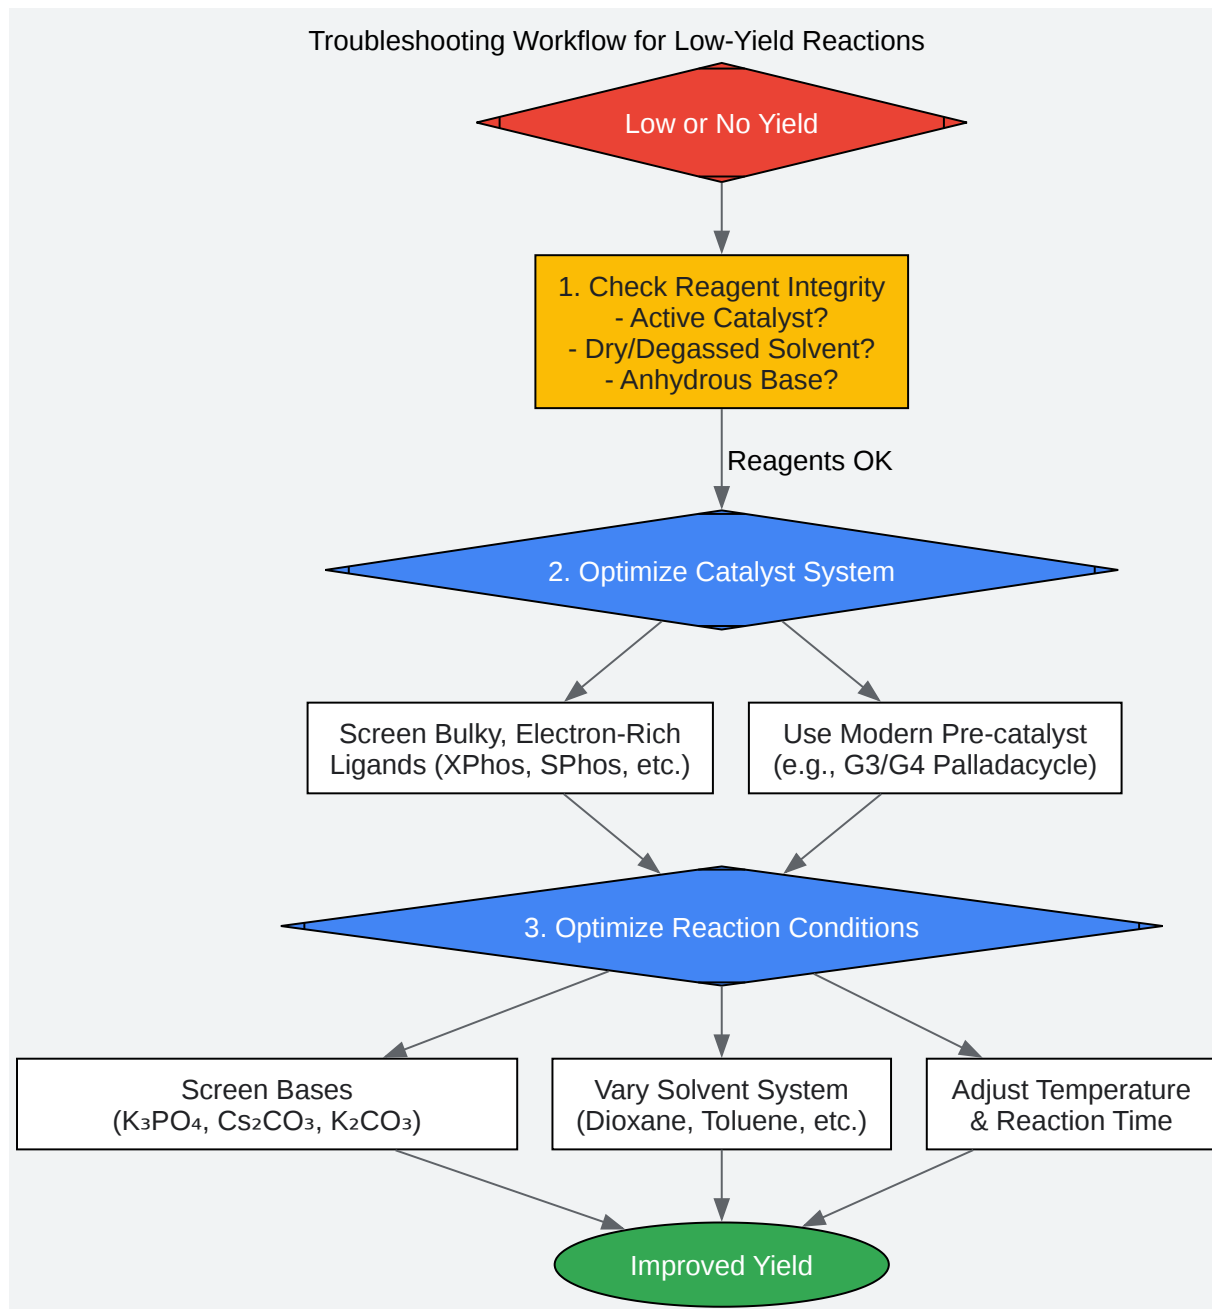 Troubleshooting Workflow for Low-Yield Reactions
Low or No Yield
1. Check Reagent Integrity
- Active Catalyst?
- Dry/Degassed Solvent?
- Anhydrous Base?
Reagents OK
2. Optimize Catalyst System
Screen Bulky, Electron-Rich
Ligands (XPhos, SPhos, etc.)
Use Modern Pre-catalyst
(e.g., G3/G4 Palladacycle)
3. Optimize Reaction Conditions
Screen Bases
(K₃PO₄, Cs₂CO₃, K₂CO₃)
Vary Solvent System
(Dioxane, Toluene, etc.)
Adjust Temperature
& Reaction Time
Improved Yield